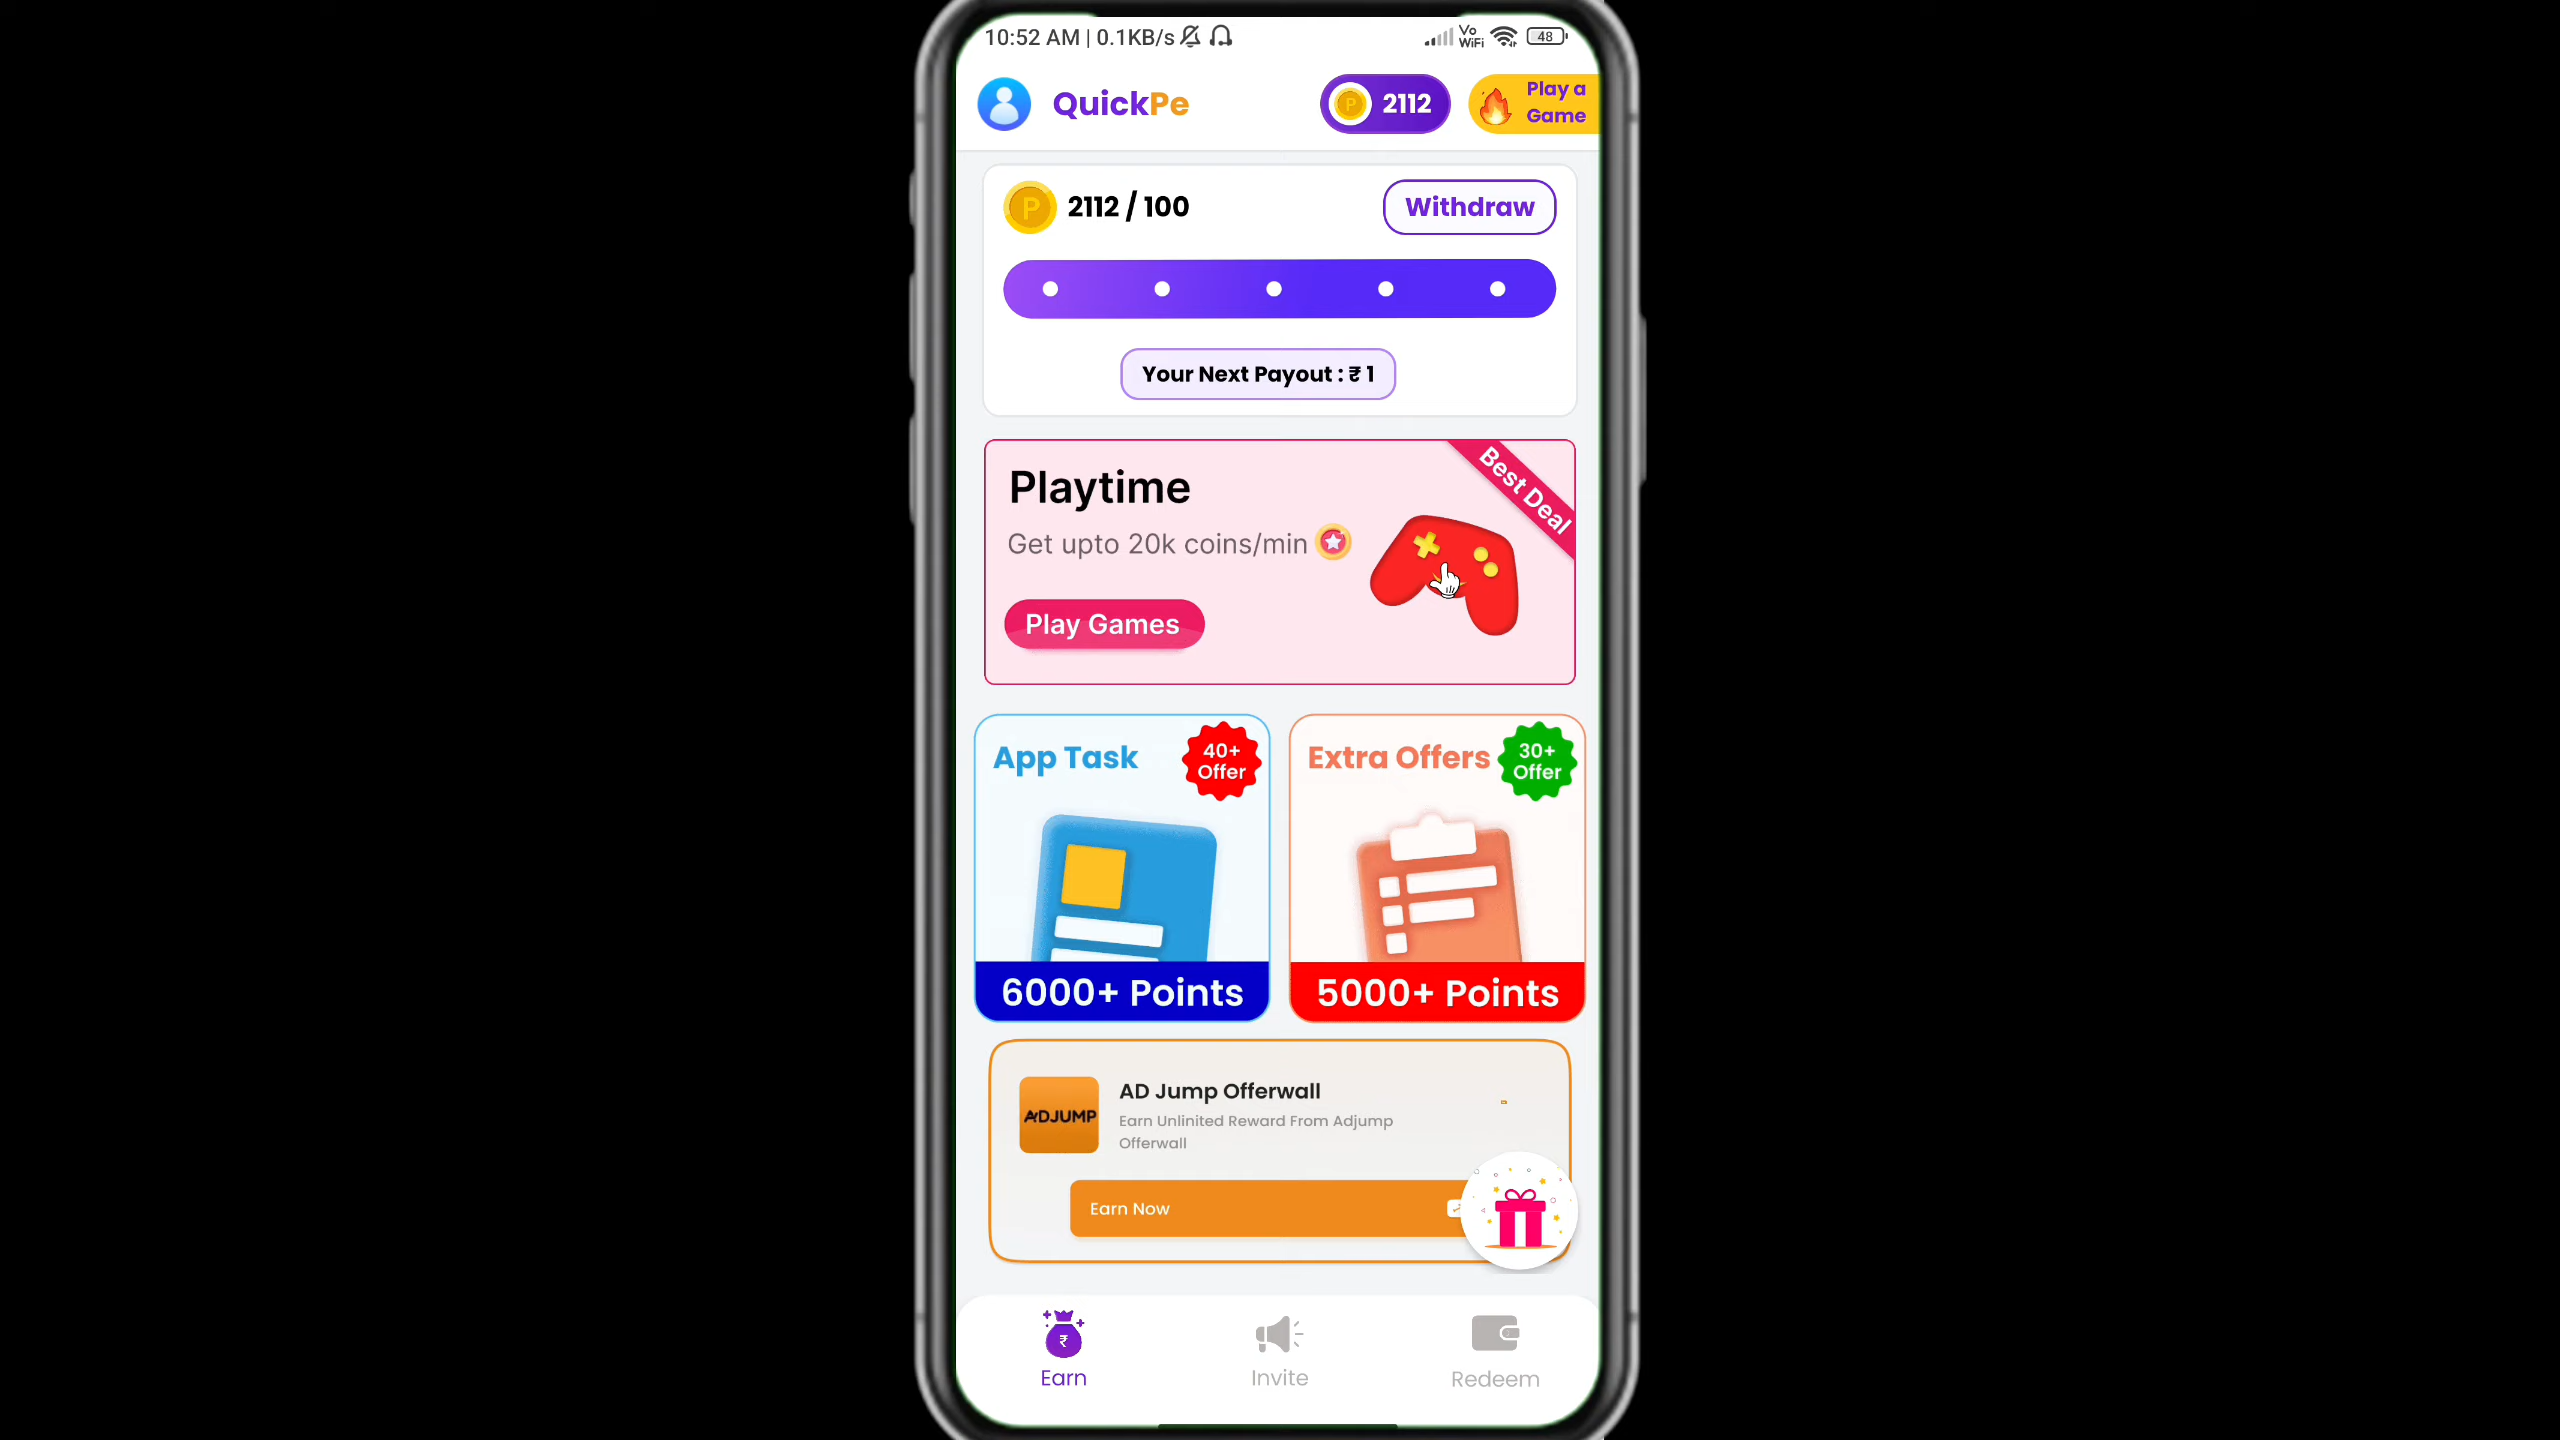 10:52 AM | 0.1KB/s
Vo
WiFi
48
QuickPe
P
2112
Play a
Game
P
2112 / 100
Withdraw
Your Next Payout : ₹ 1
Best Deal
Playtime
Get upto 20k coins/min
Play Games
App Task
40+
Offer
6000+ Points
Extra Offers
30+
Offer
5000+ Points
ADJUMP
AD Jump Offerwall
Earn Unlinited Reward From Adjump
Offerwall
Earn Now
₹
Earn
Invite
Redeem